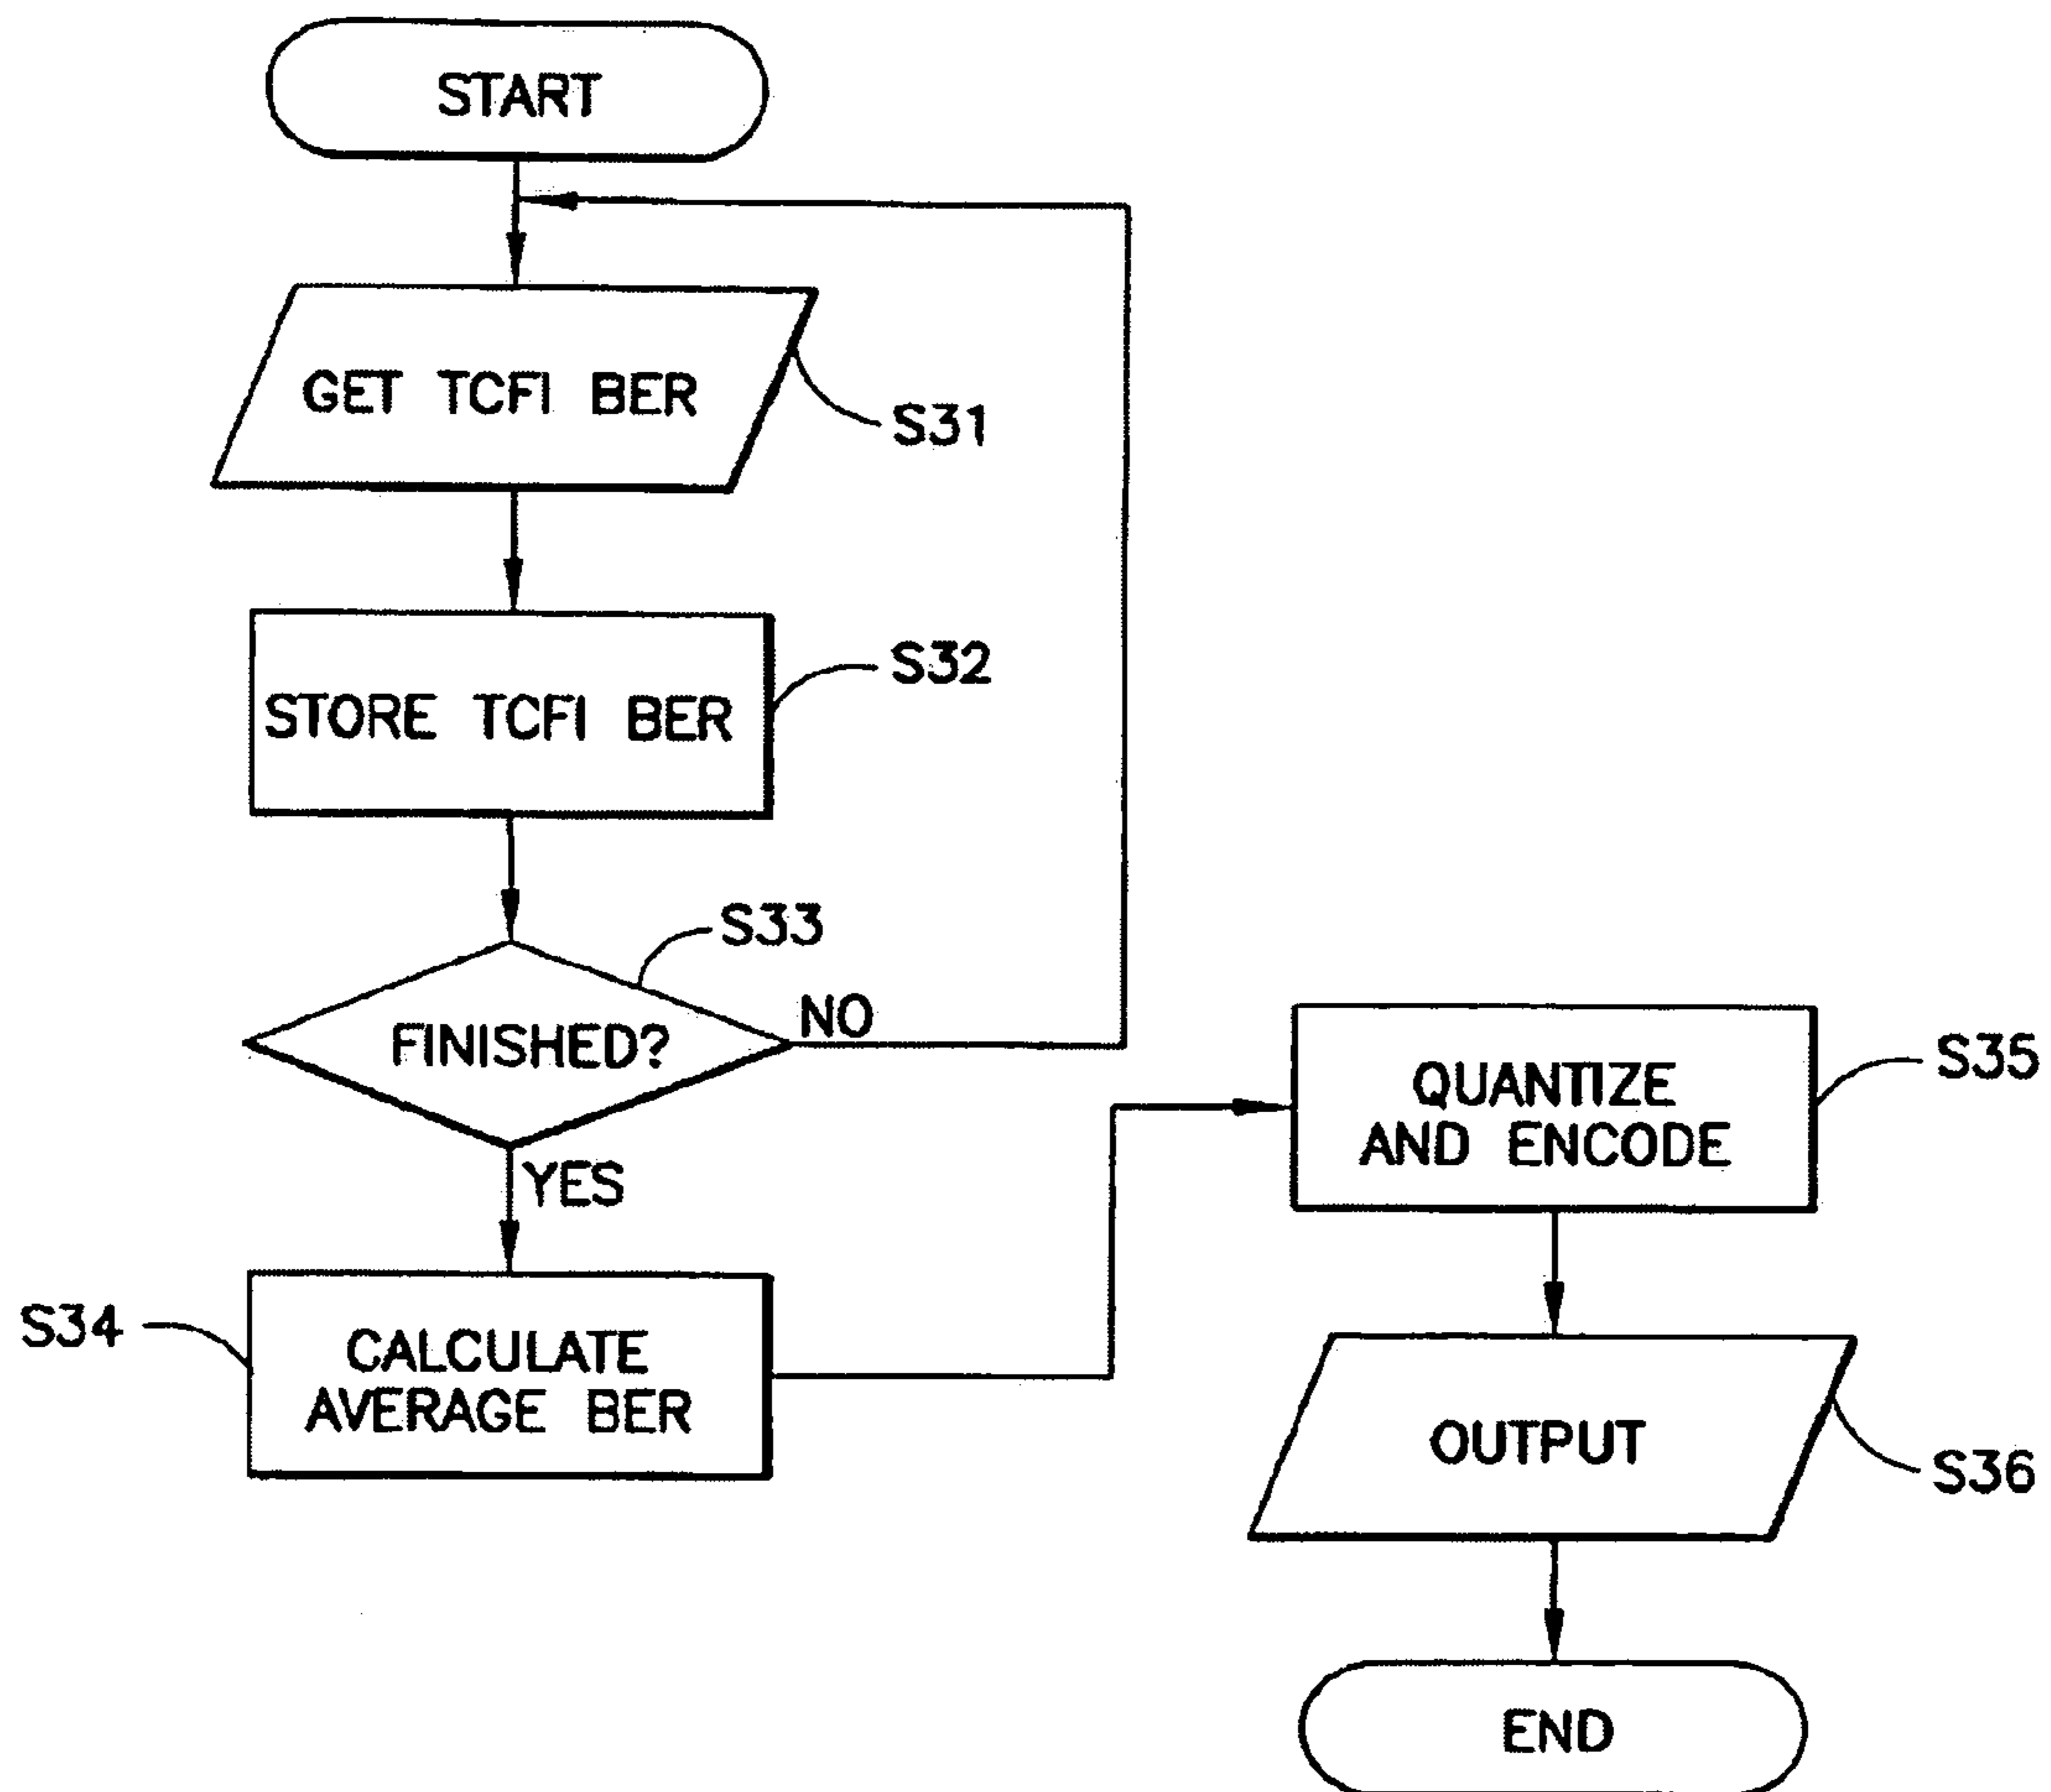 START
GET TCFI BER
S31
STORE TCFI BER
S32
S33
FINISHED?
NO
YES
S34
CALCULATE
AVERAGE BER
QUANTIZE
AND ENCODE
S35
OUTPUT
S36
END